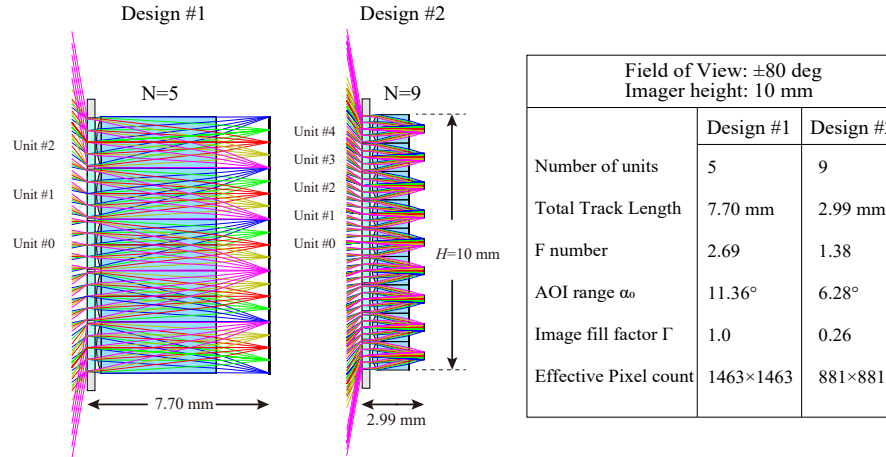 Design #1
Design #2
N=5
N=9
Unit #2
Unit #1
Unit #0
Unit #4
Unit #3
Unit #2
Unit #1
Unit #0
H=10 mm
7.70 mm
2.99 mm
Field of View: ±80 deg
Imager height: 10 mm
Design #1 Design #2
Number of units 5 9
Total Track Length 7.70 mm 2.99 mm
F number 2.69 1.38
AOI range α₀ 11.36° 6.28°
Image fill factor Γ 1.0 0.26
Effective Pixel count 1463×1463 881×881